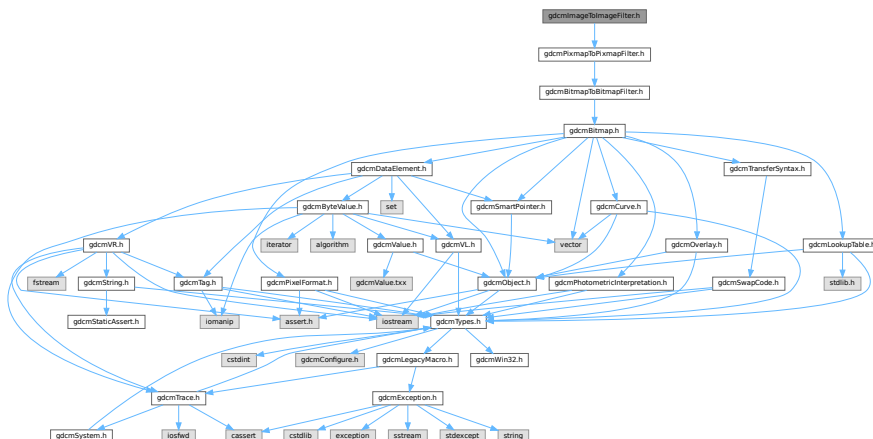 gdcmImageToImageFilter.h
gdcmPixmapToPixmapFilter.h
gdcmBitmapToBitmapFilter.h
gdcmBitmap.h
gdcmDataElement.h
gdcmTransferSyntax.h
gdcmByteValue.h
set
gdcmSmartPointer.h
gdcmCurve.h
gdcmVR.h
iterator
algorithm
gdcmValue.h
gdcmVL.h
vector
gdcmOverlay.h
gdcmLookupTable.h
fstream
gdcmString.h
gdcmTag.h
gdcmPixelFormat.h
gdcmValue.txx
gdcmObject.h
gdcmPhotometricInterpretation.h
gdcmSwapCode.h
stdlib.h
gdcmStaticAssert.h
iomanip
assert.h
iostream
gdcmTypes.h
cstdint
gdcmConfigure.h
gdcmLegacyMacro.h
gdcmWin32.h
gdcmTrace.h
gdcmException.h
gdcmSystem.h
iosfwd
cassert
cstdlib
exception
sstream
stdexcept
string